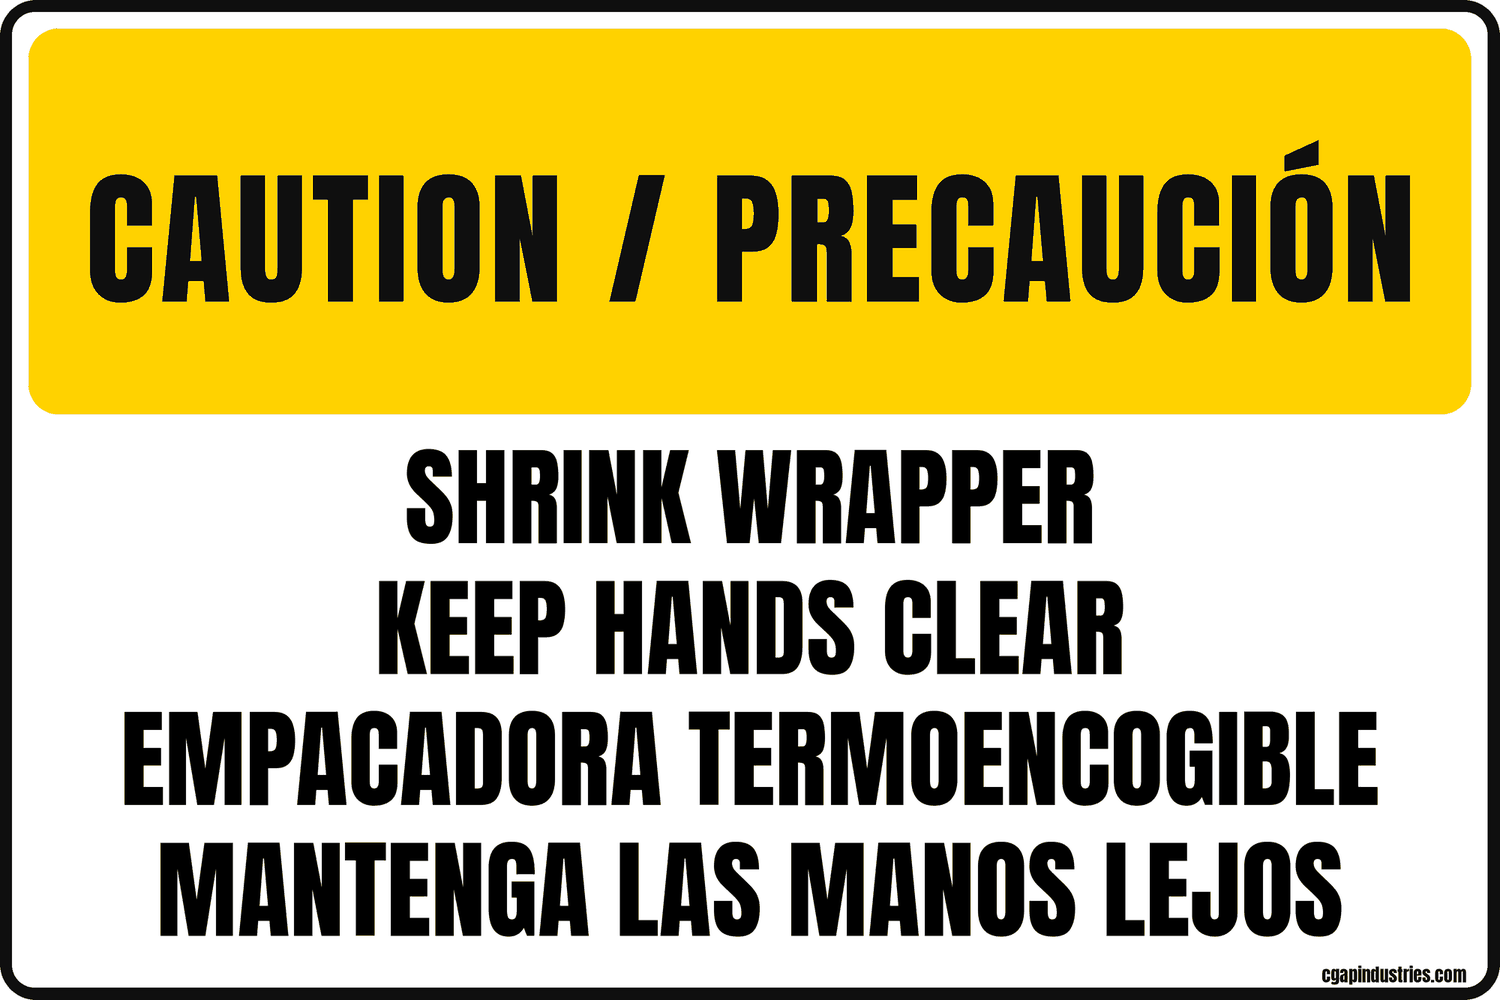 CAUTION / PRECAUCIÓN
SHRINK WRAPPER
KEEP HANDS CLEAR
EMPACADORA TERMOENCOGIBLE
MANTENGA LAS MANOS LEJOS
cgapindustries.com